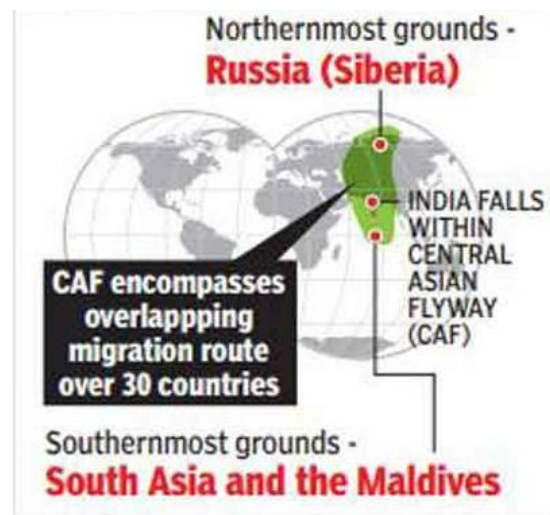 Northernmost grounds -
Russia (Siberia)
INDIA FALLS
WITHIN
CENTRAL
ASIAN
FLYWAY
(CAF)
CAF encompasses
overlappping
migration route
over 30 countries
Southernmost grounds -
South Asia and the Maldives